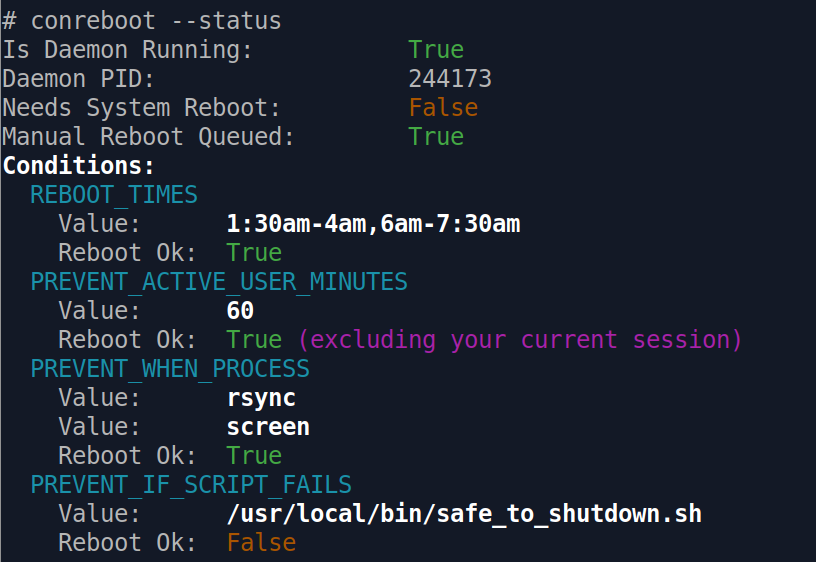 # conreboot --status
Is Daemon Running: True
Daemon PID: 244173
Needs System Reboot: False
Manual Reboot Queued: True
Conditions:
REBOOT_TIMES
Value: 1:30am-4am,6am-7:30am
Reboot Ok: True
PREVENT_ACTIVE_USER_MINUTES
Value: 60
Reboot Ok: True (excluding your current session)
PREVENT_WHEN_PROCESS
Value: rsync
Value: screen
Reboot Ok: True
PREVENT_IF_SCRIPT_FAILS
Value: /usr/local/bin/safe_to_shutdown.sh
Reboot Ok: False